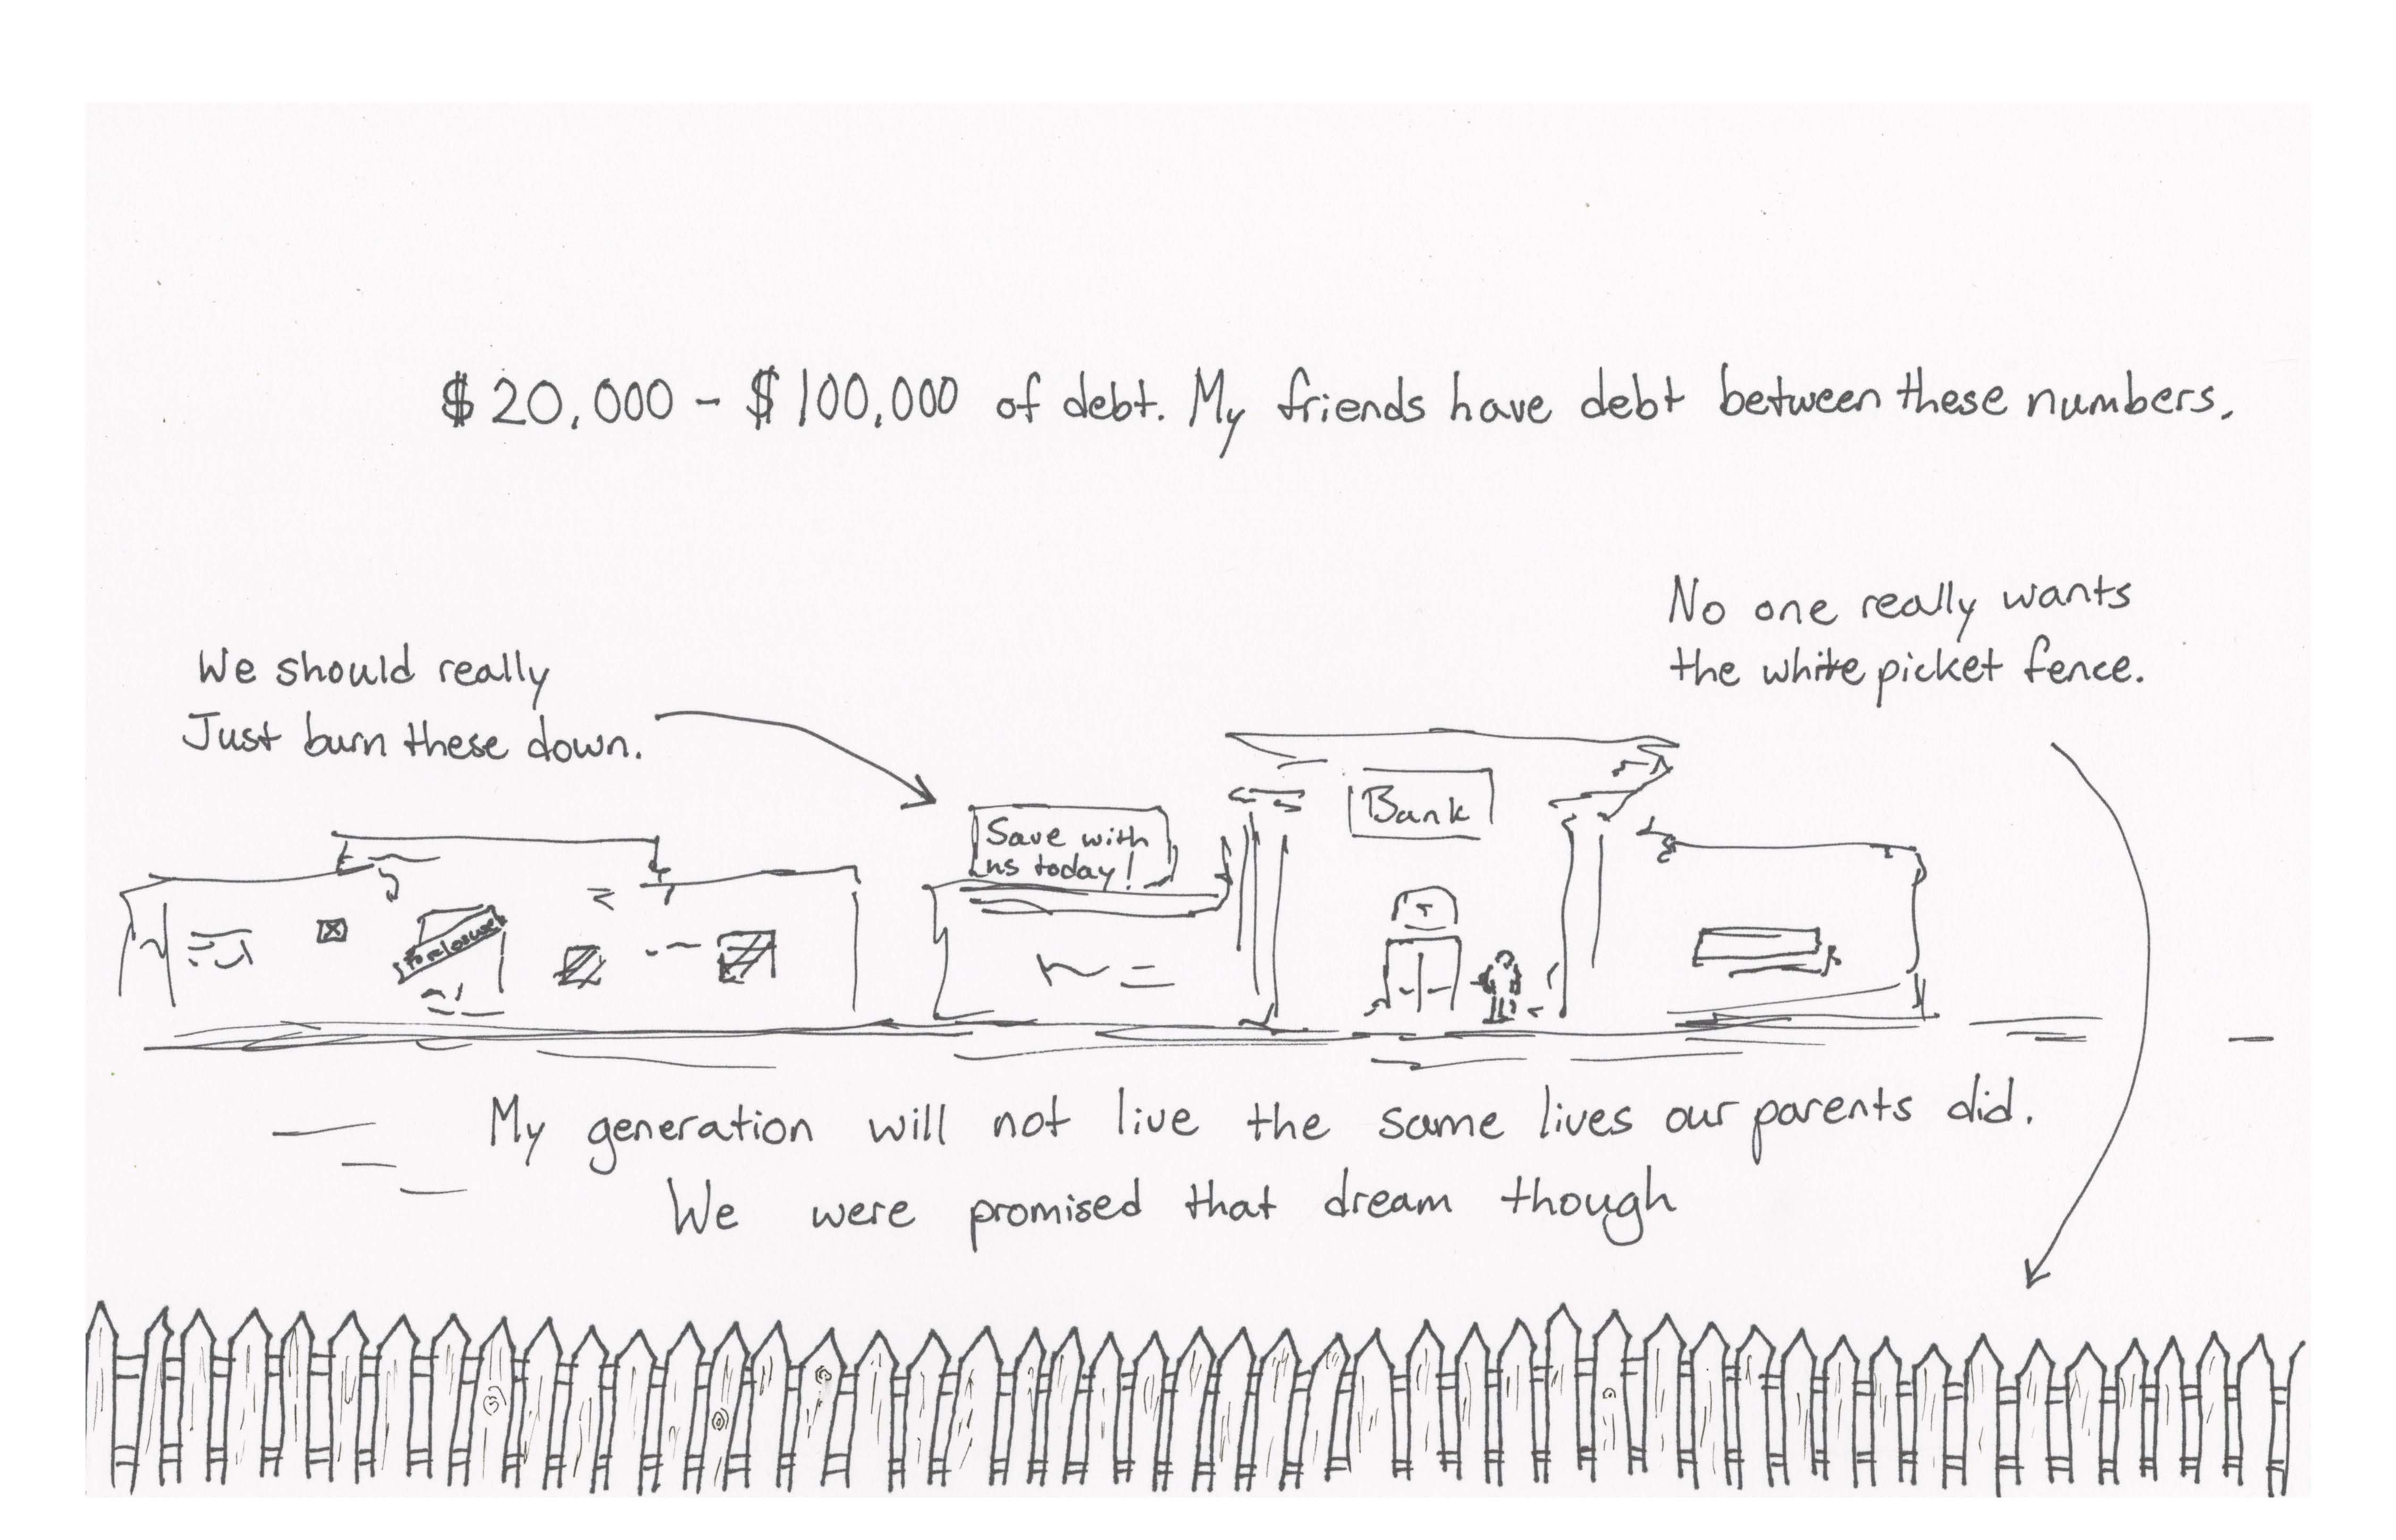 $20,000 - $100,000 of debt. My friends have debt between these numbers.
No one really wants
the white picket fence.
We should really
Just burn these down.
Save with
us today!
Bank
Foreclosure
My generation will not live the same lives our parents did.
We were promised that dream though